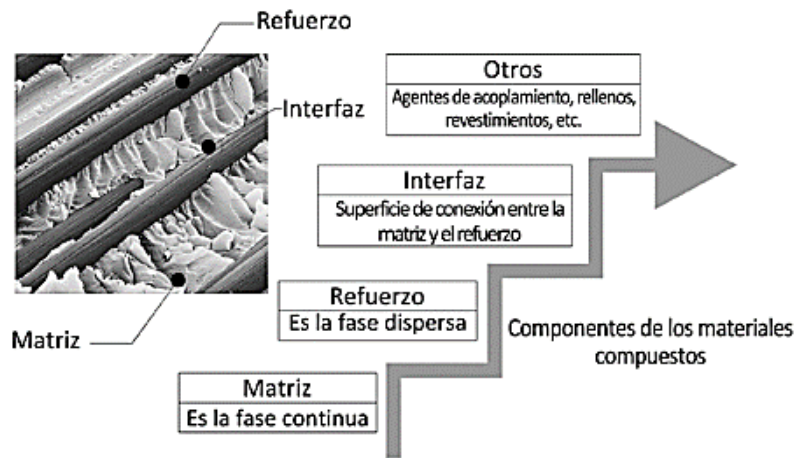 Refuerzo
Interfaz
Matriz
Otros
Agentes de acoplamiento, rellenos,
revestimientos, etc.
Interfaz
Superficie de conexión entre la
matriz y el refuerzo
Refuerzo
Es la fase dispersa
Matriz
Es la fase continua
Componentes de los materiales
compuestos